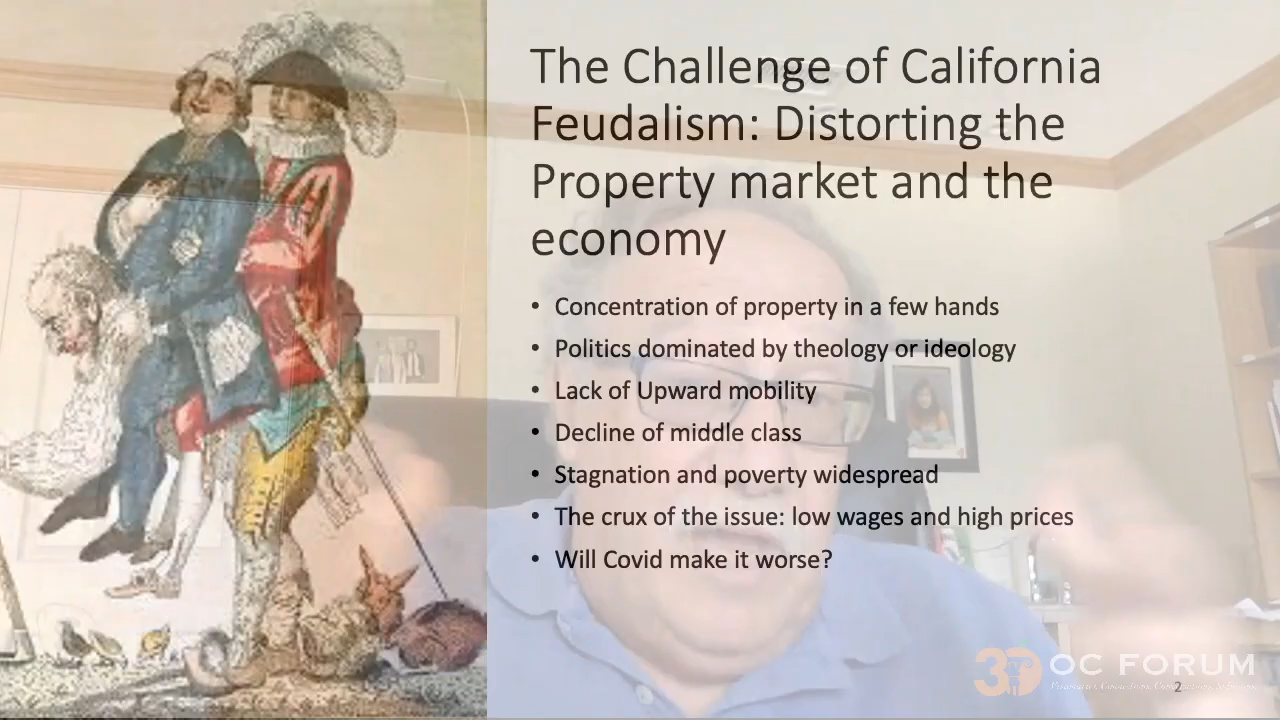 The Challenge of California
Feudalism: Distorting the
Property market and the
economy
• Concentration of property in a few hands
• Politics dominated by theology or ideology
• Lack of Upward mobility
• Decline of middle class
• Stagnation and poverty widespread
• The crux of the issue: low wages and high prices
• Will Covid make it worse?
30 OC FORUM
2